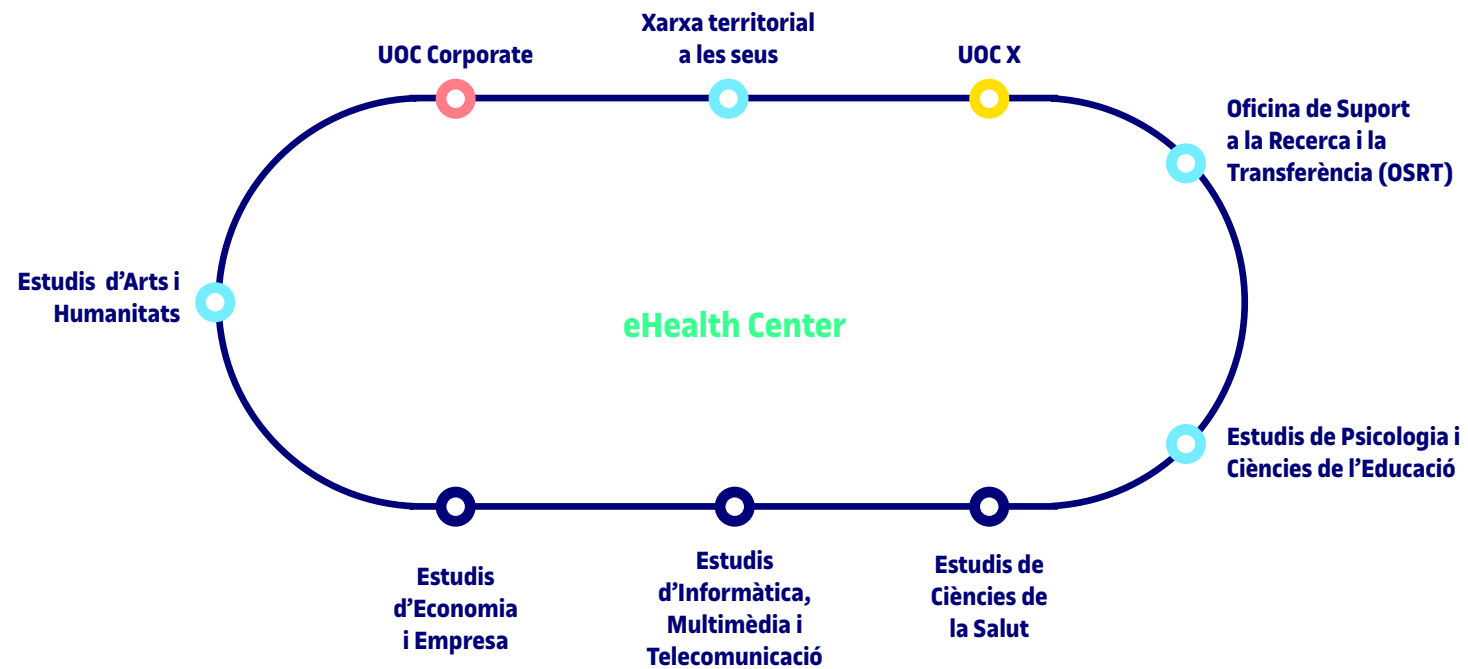 Xarxa territorial
a les seus
UOC Corporate
UOC X
Oficina de Suport
a la Recerca i la
Transferència (OSRT)
Estudis d’Arts i
Humanitats
eHealth Center
Estudis de Psicologia i
Ciències de l’Educació
Estudis
d’Economia
i Empresa
Estudis
d’Informàtica,
Multimèdia i
Telecomunicació
Estudis de
Ciències de
la Salut